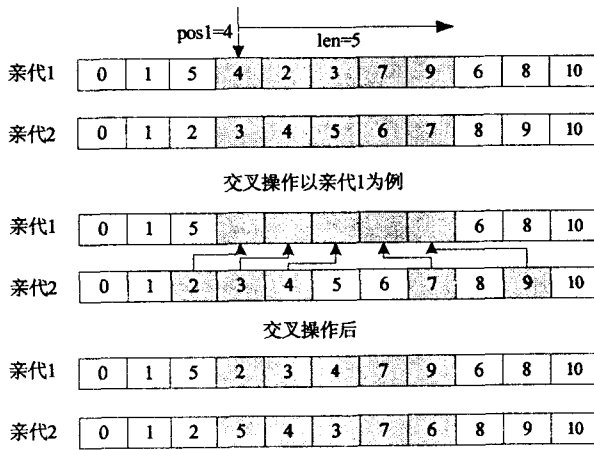 pos1=4
len=5
亲代1 0 1 5 4 2 3 7 9 6 8 10
亲代2 0 1 2 3 4 5 6 7 8 9 10
交叉操作以亲代1为例
亲代1 0 1 5 6 8 10
亲代2 0 1 2 3 4 5 6 7 8 9 10
交叉操作后
亲代1 0 1 5 2 3 4 7 9 6 8 10
亲代2 0 1 2 5 4 3 7 6 8 9 10